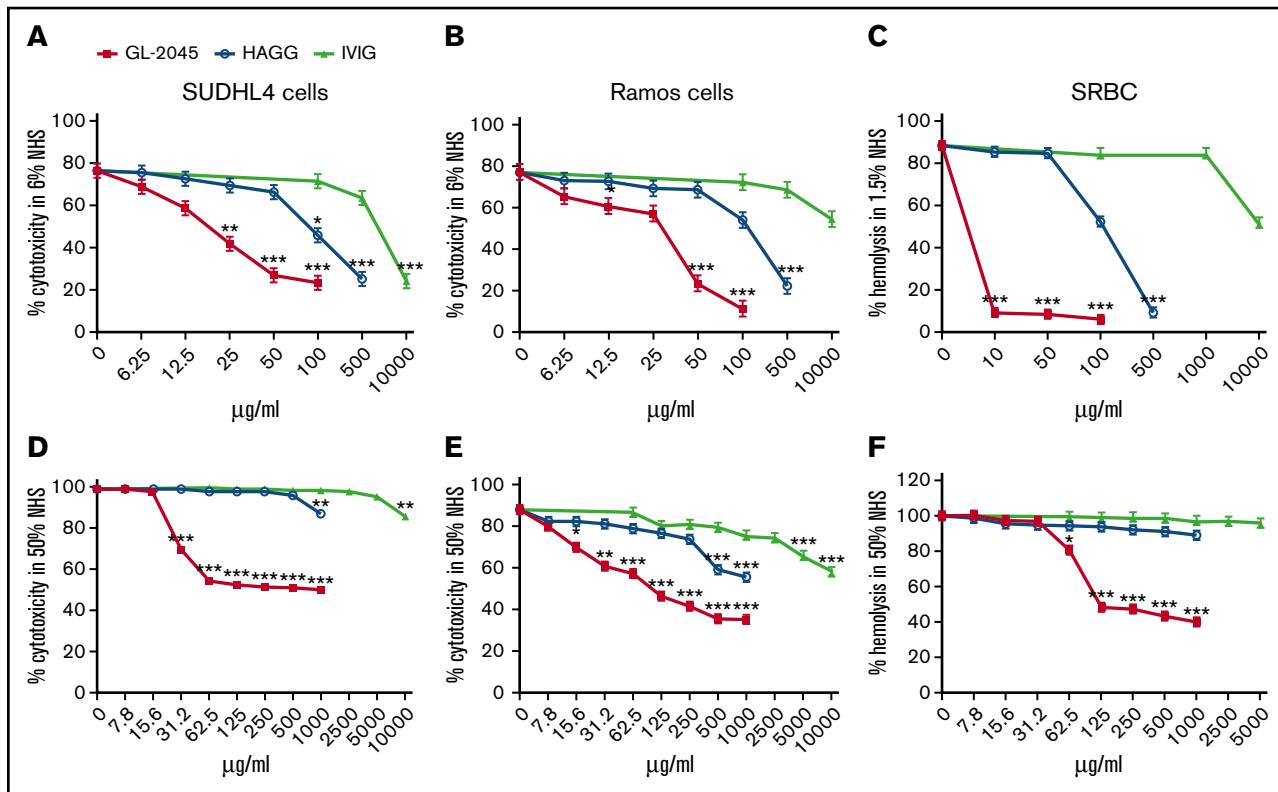 A
B
C
GL-2045 HAGG IVIG
SUDHL4 cells
Ramos cells
SRBC
% cytotoxicity in 6% NHS
100
80
60
40
20
0
** *** *** * *** ***
0 6.25 12.5 25 50 100 500 10000
μg/ml
% cytotoxicity in 6% NHS
100
80
60
40
20
0
* *** *** ***
0 6.25 12.5 25 50 100 500 10000
μg/ml
% hemolysis in 1.5% NHS
100
80
60
40
20
0
*** *** *** ***
0 10 50 100 500 1000 10000
μg/ml
D
E
F
% cytotoxicity in 50% NHS
100
80
60
40
20
0
*** *** *** *** *** *** ** **
0 7.8 15.6 31.2 62.5 125 250 500 1000 2500 5000 10000
μg/ml
% cytotoxicity in 50% NHS
100
80
60
40
20
0
* ** *** *** *** *** *** *** *** *** ***
0 7.8 15.6 31.2 62.5 125 250 500 1000 2500 5000 10000
μg/ml
% hemolysis in 50% NHS
120
100
80
60
40
20
0
* *** *** *** ***
0 7.8 15.6 31.2 62.5 125 250 500 1000 2500 5000
μg/ml